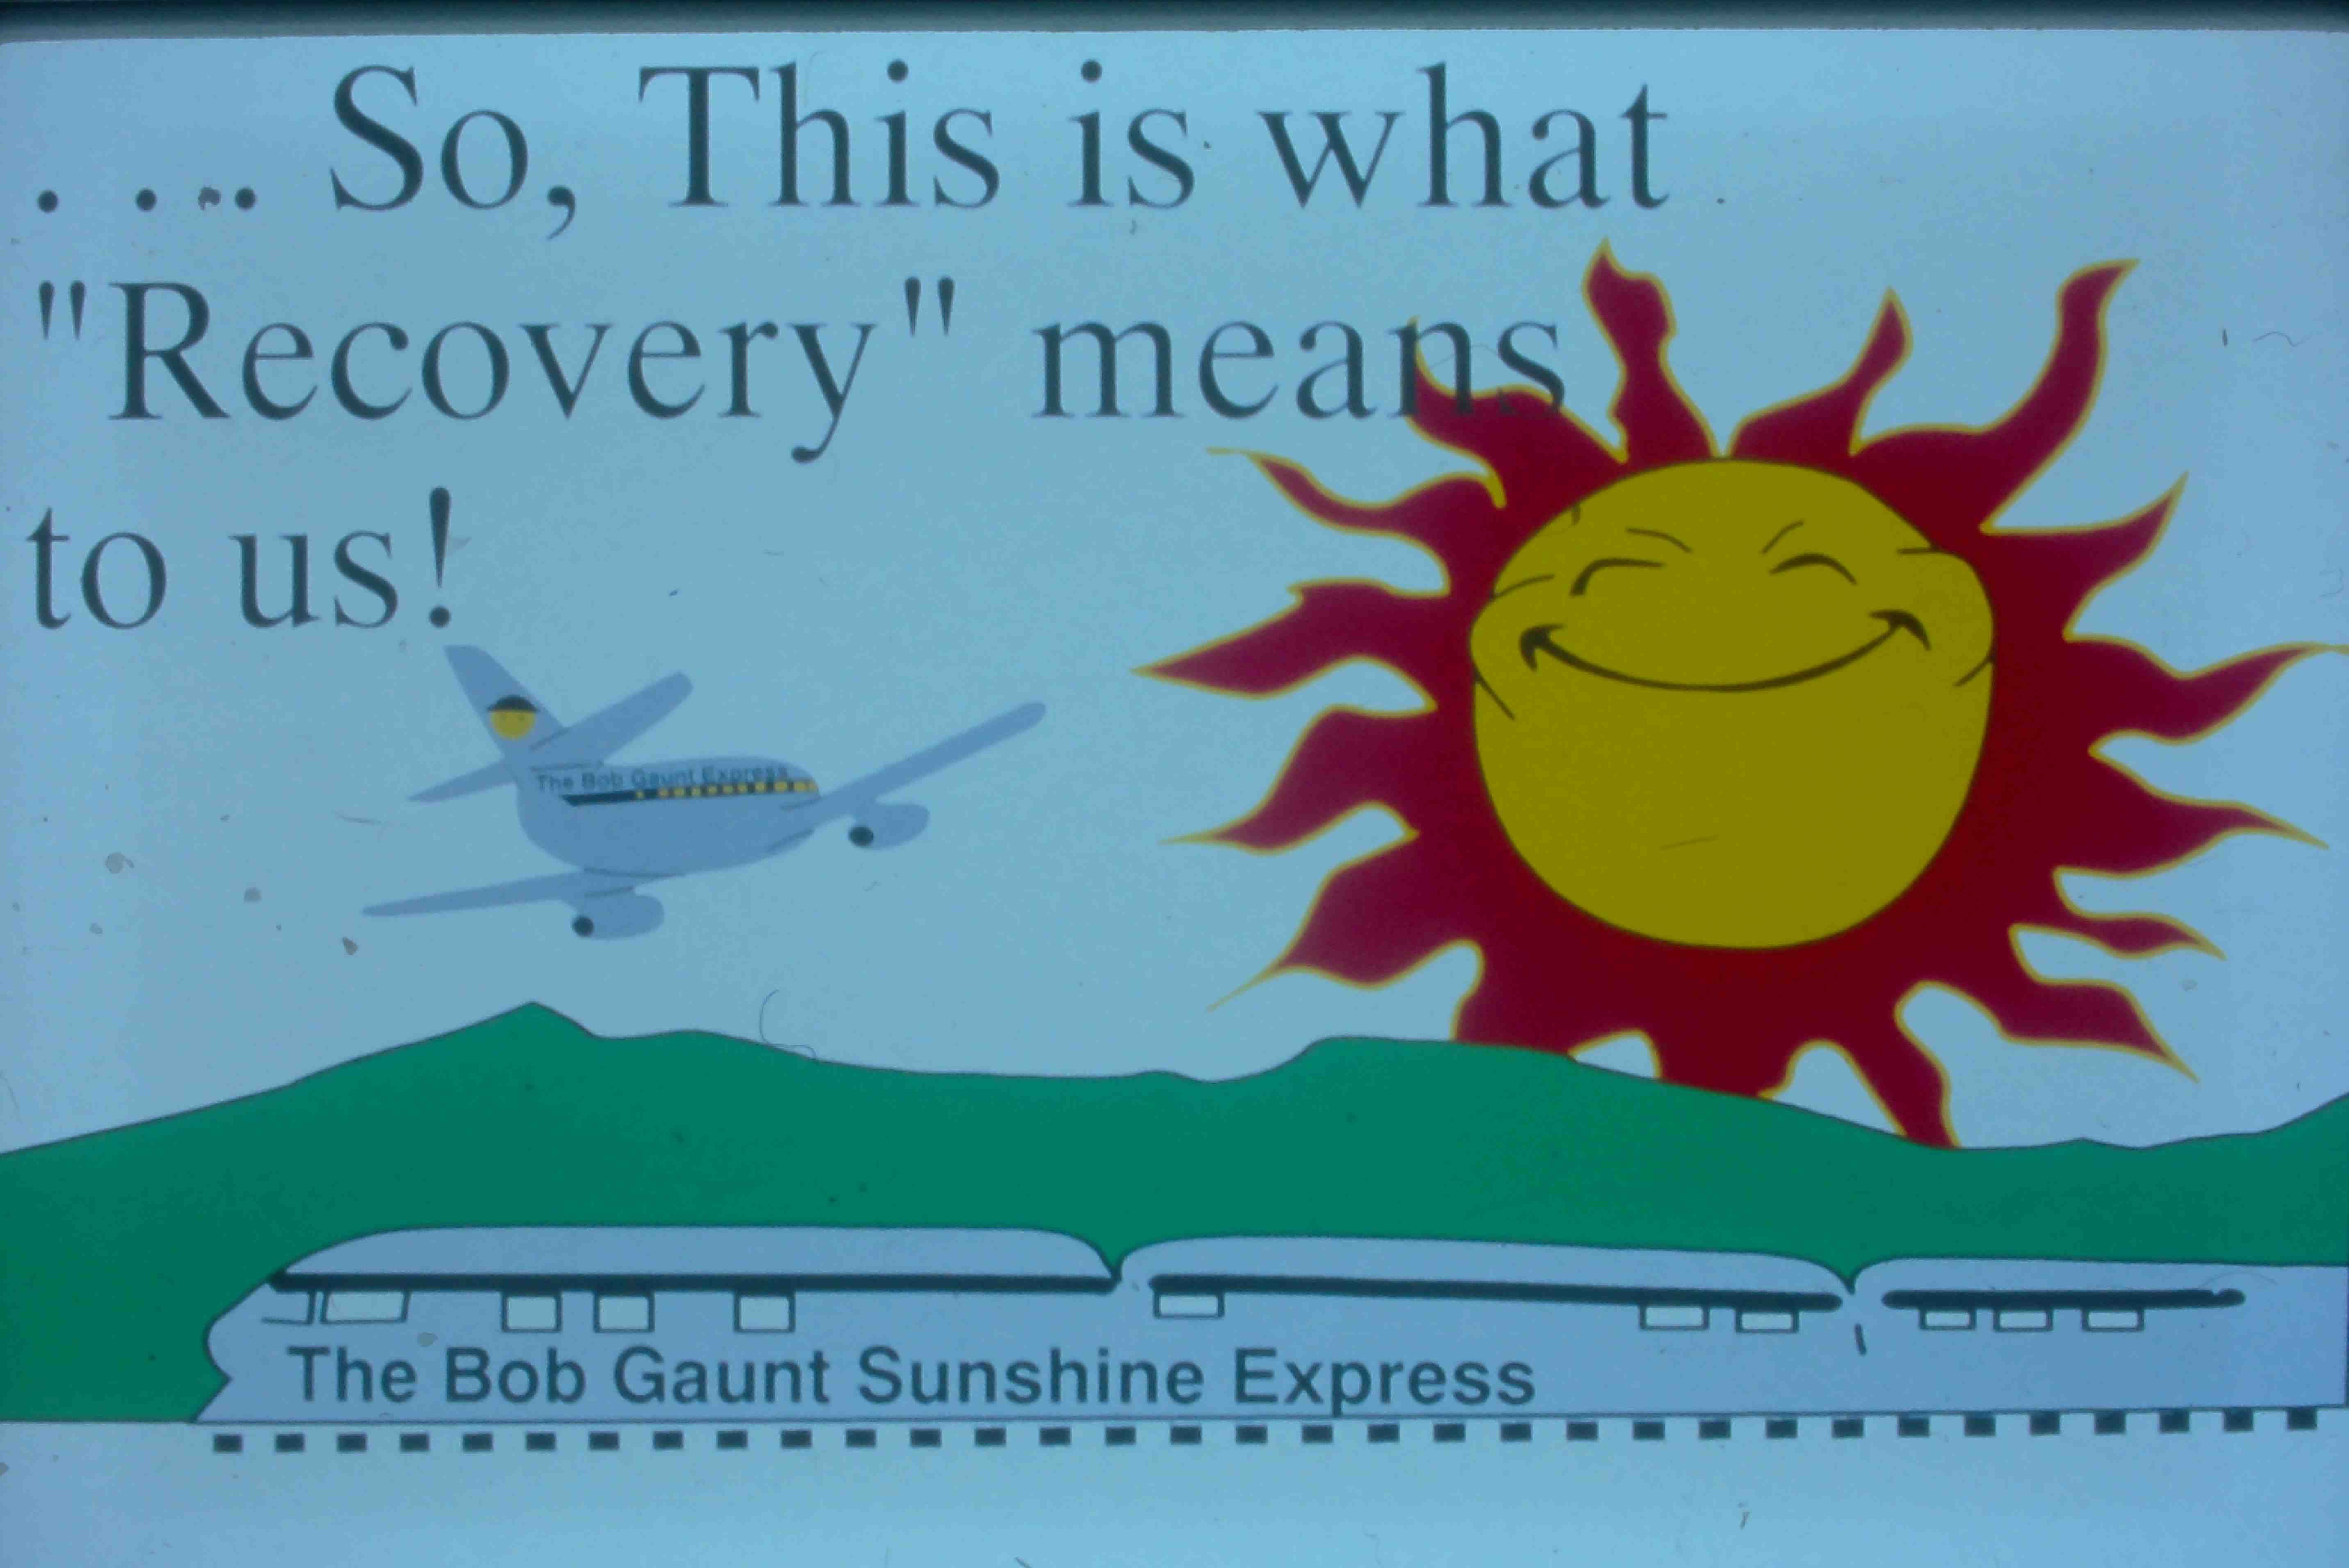 . . .. So, This is what
"Recovery" means
to us!
The Bob Gaunt Express
The Bob Gaunt Sunshine Express